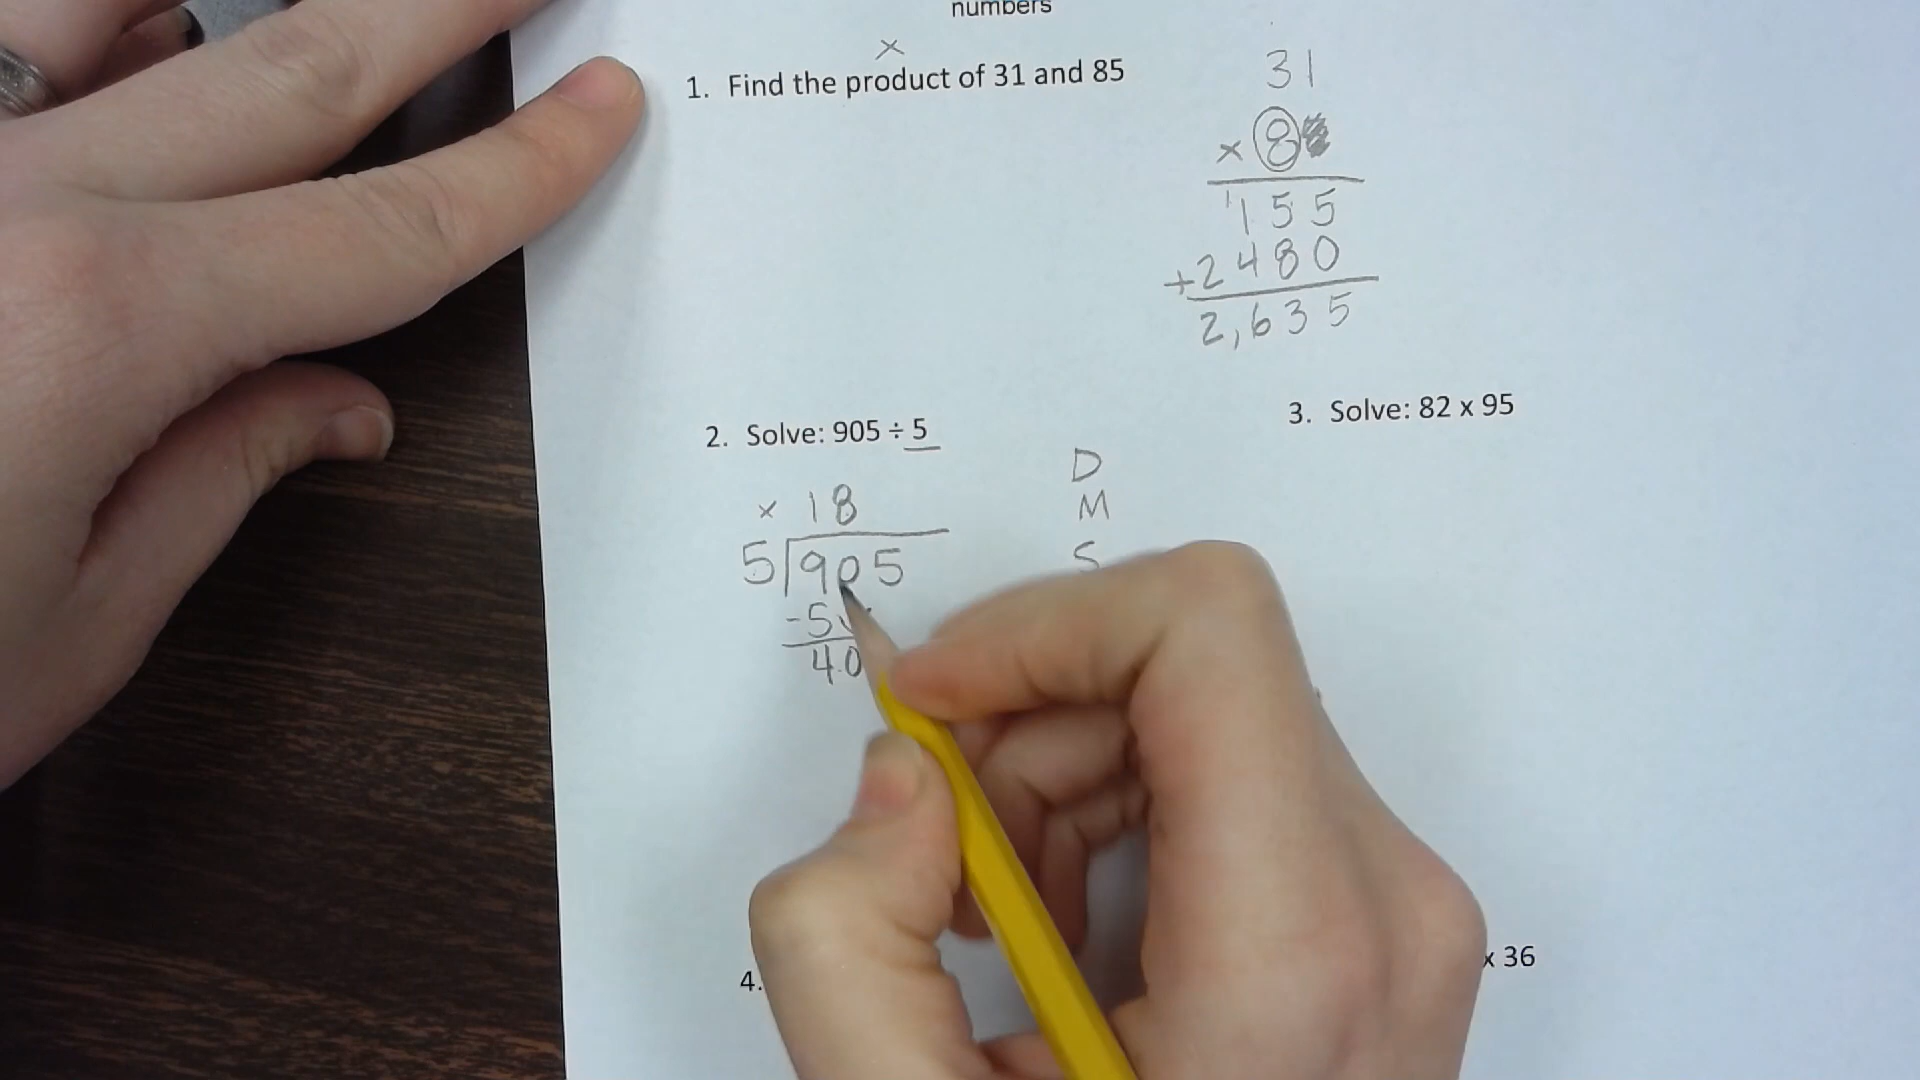 numbers
×
1. Find the product of 31 and 85
31
× 8
1
155
+2480
2,635
2. Solve: 905 ÷ 5
3. Solve: 82 x 95
D
M
S
× 18
5 905
-5
40
4.
x 36